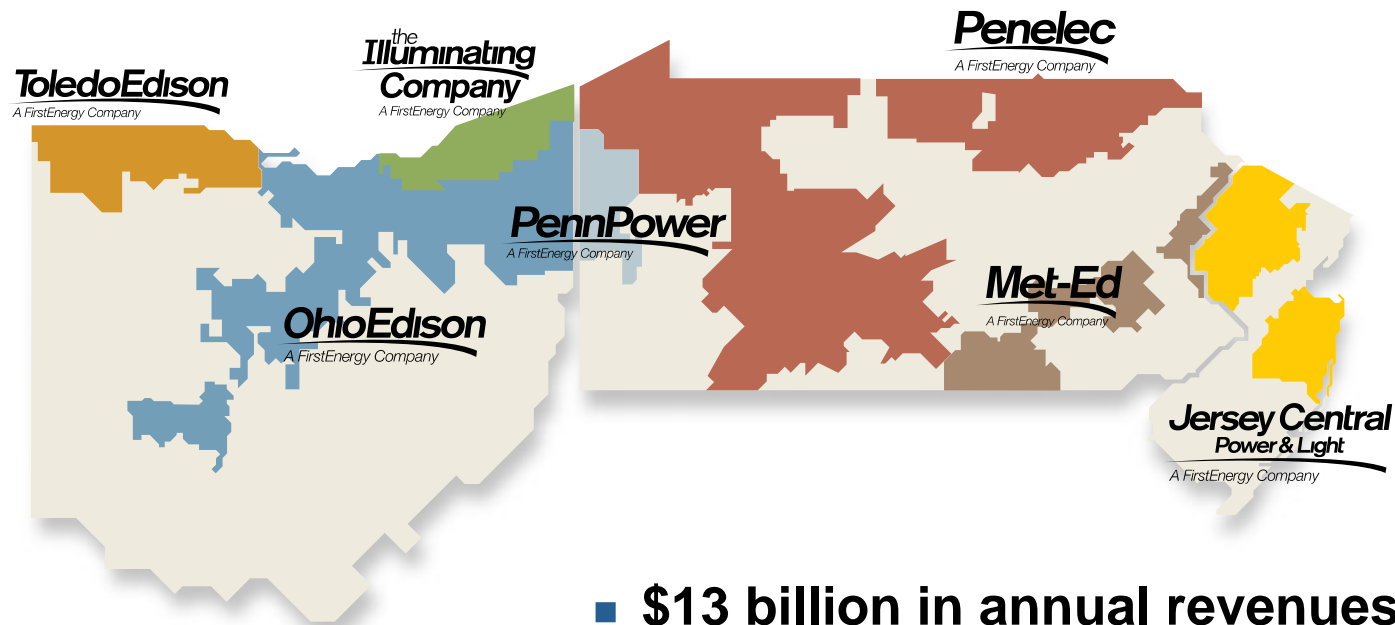 ToledoEdison
A FirstEnergy Company
the
Illuminating
Company
A FirstEnergy Company
Penelec
A FirstEnergy Company
PennPower
A FirstEnergy Company
Met-Ed
A FirstEnergy Company
OhioEdison
A FirstEnergy Company
Jersey Central
Power & Light
A FirstEnergy Company
■ $13 billion in annual revenues